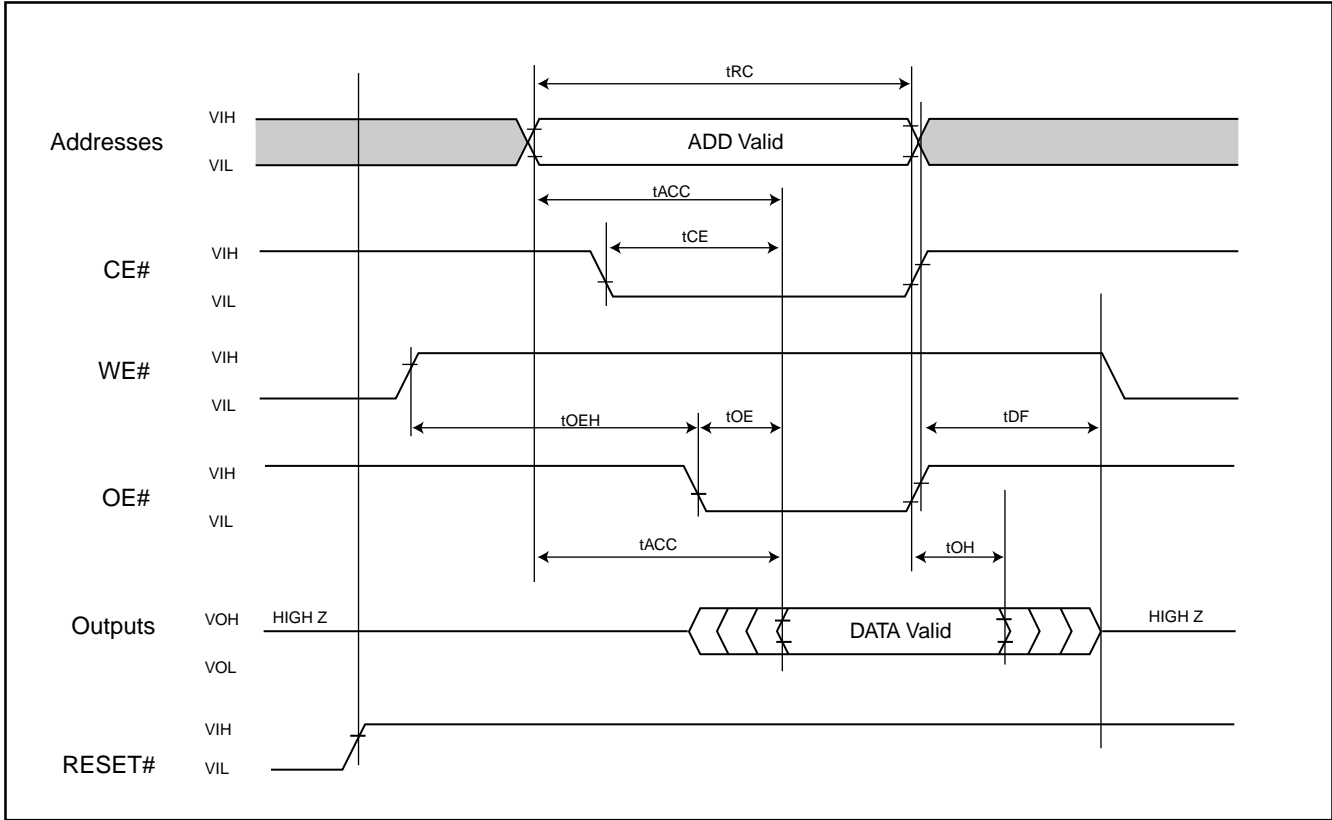 tRC
Addresses
VIH
VIL
ADD Valid
tACC
tCE
CE#
VIH
VIL
WE#
VIH
VIL
tOEH
tOE
tDF
OE#
VIH
VIL
tACC
tOH
Outputs
VOH
VOL
HIGH Z
DATA Valid
HIGH Z
RESET#
VIH
VIL